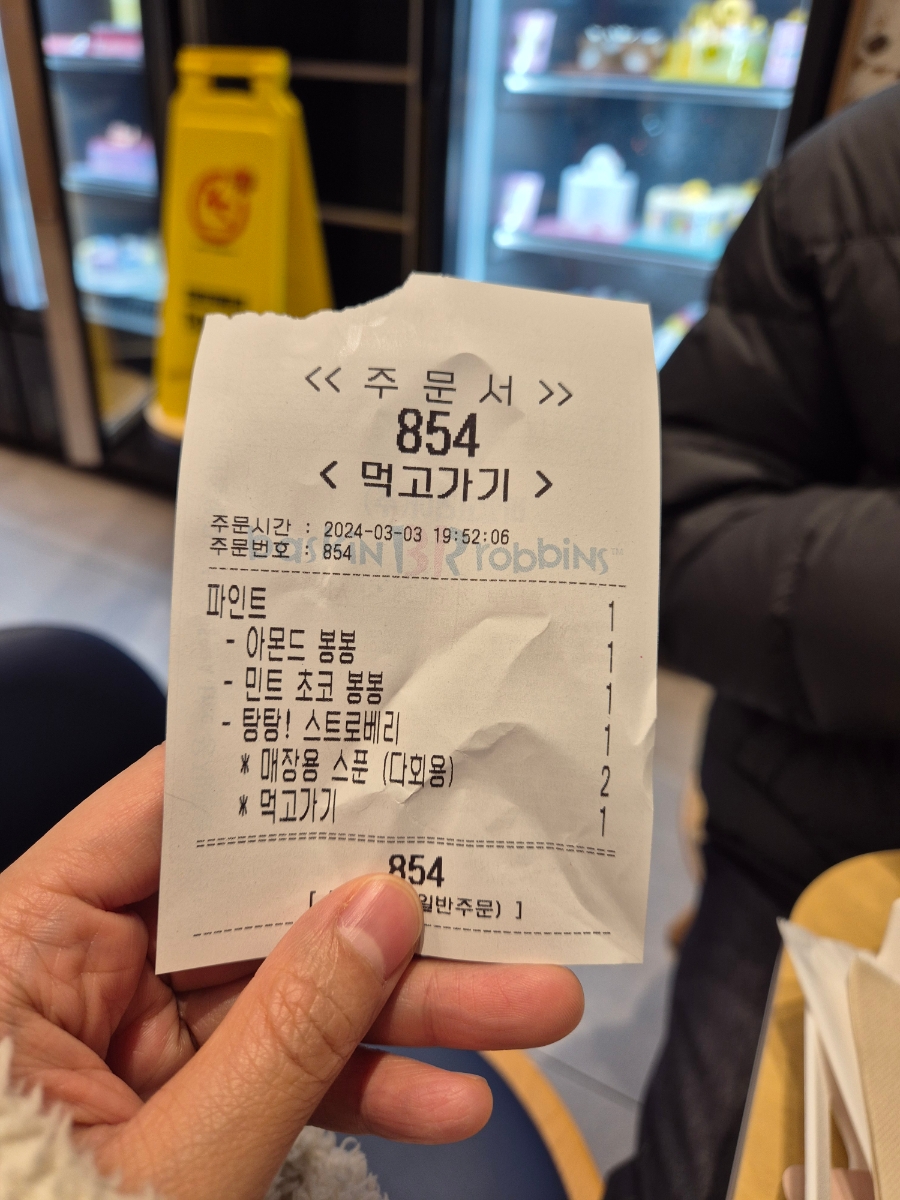 << 주 문 서 >>
854
< 먹고가기 >
주문시간 : 2024-03-03 19:52:06
주문번호 : 854
baskin BR robbins™
파인트 1
- 아몬드 봉봉 1
- 민트 초코 봉봉 1
- 탕탕! 스트로베리 1
* 매장용 스푼 (다회용) 2
* 먹고가기 1
854
[ 일반주문) ]